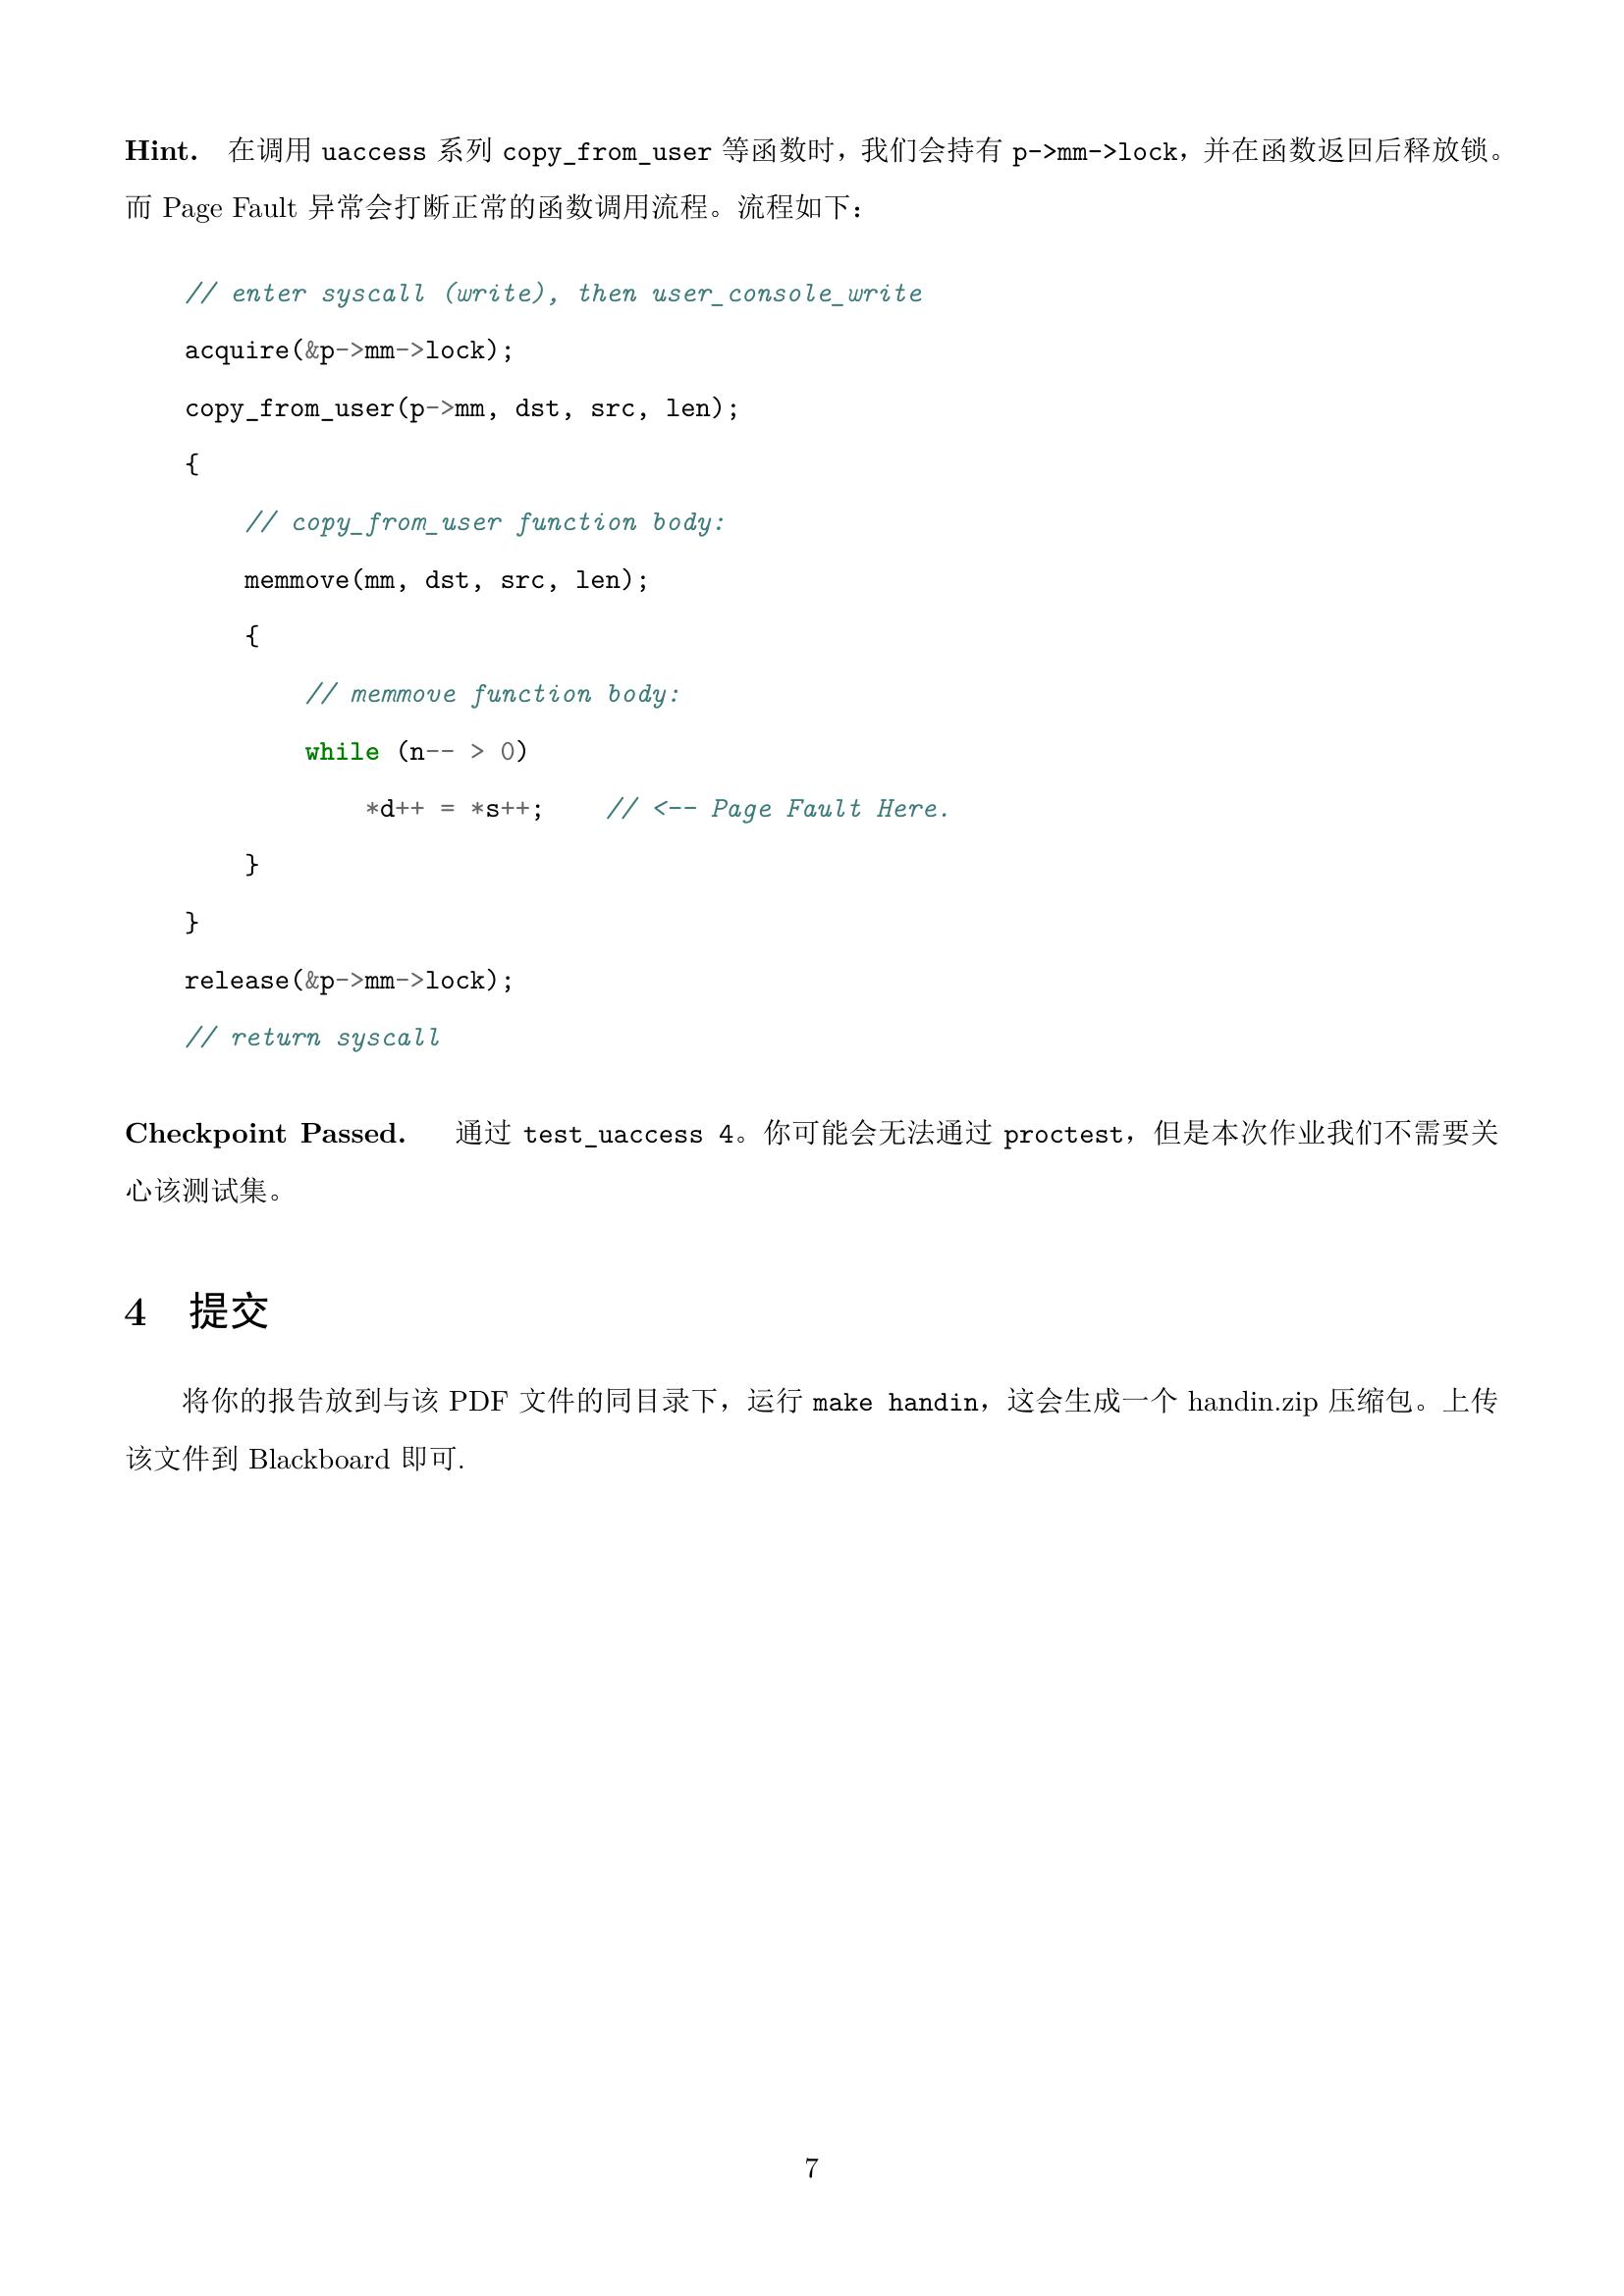 Hint. 在调用 uaccess 系列 copy_from_user 等函数时，我们会持有 p->mm->lock，并在函数返回后释放锁。
而 Page Fault 异常会打断正常的函数调用流程。流程如下：
// enter syscall (write), then user_console_write
acquire(&p->mm->lock);
copy_from_user(p->mm, dst, src, len);
{
    // copy_from_user function body:
    memmove(mm, dst, src, len);
    {
        // memmove function body:
        while (n-- > 0)
            *d++ = *s++;    // <-- Page Fault Here.
    }
}
release(&p->mm->lock);
// return syscall
Checkpoint Passed. 通过 test_uaccess 4。你可能会无法通过 proctest，但是本次作业我们不需要关
心该测试集。
4 提交
将你的报告放到与该 PDF 文件的同目录下，运行 make handin，这会生成一个 handin.zip 压缩包。上传
该文件到 Blackboard 即可.
7